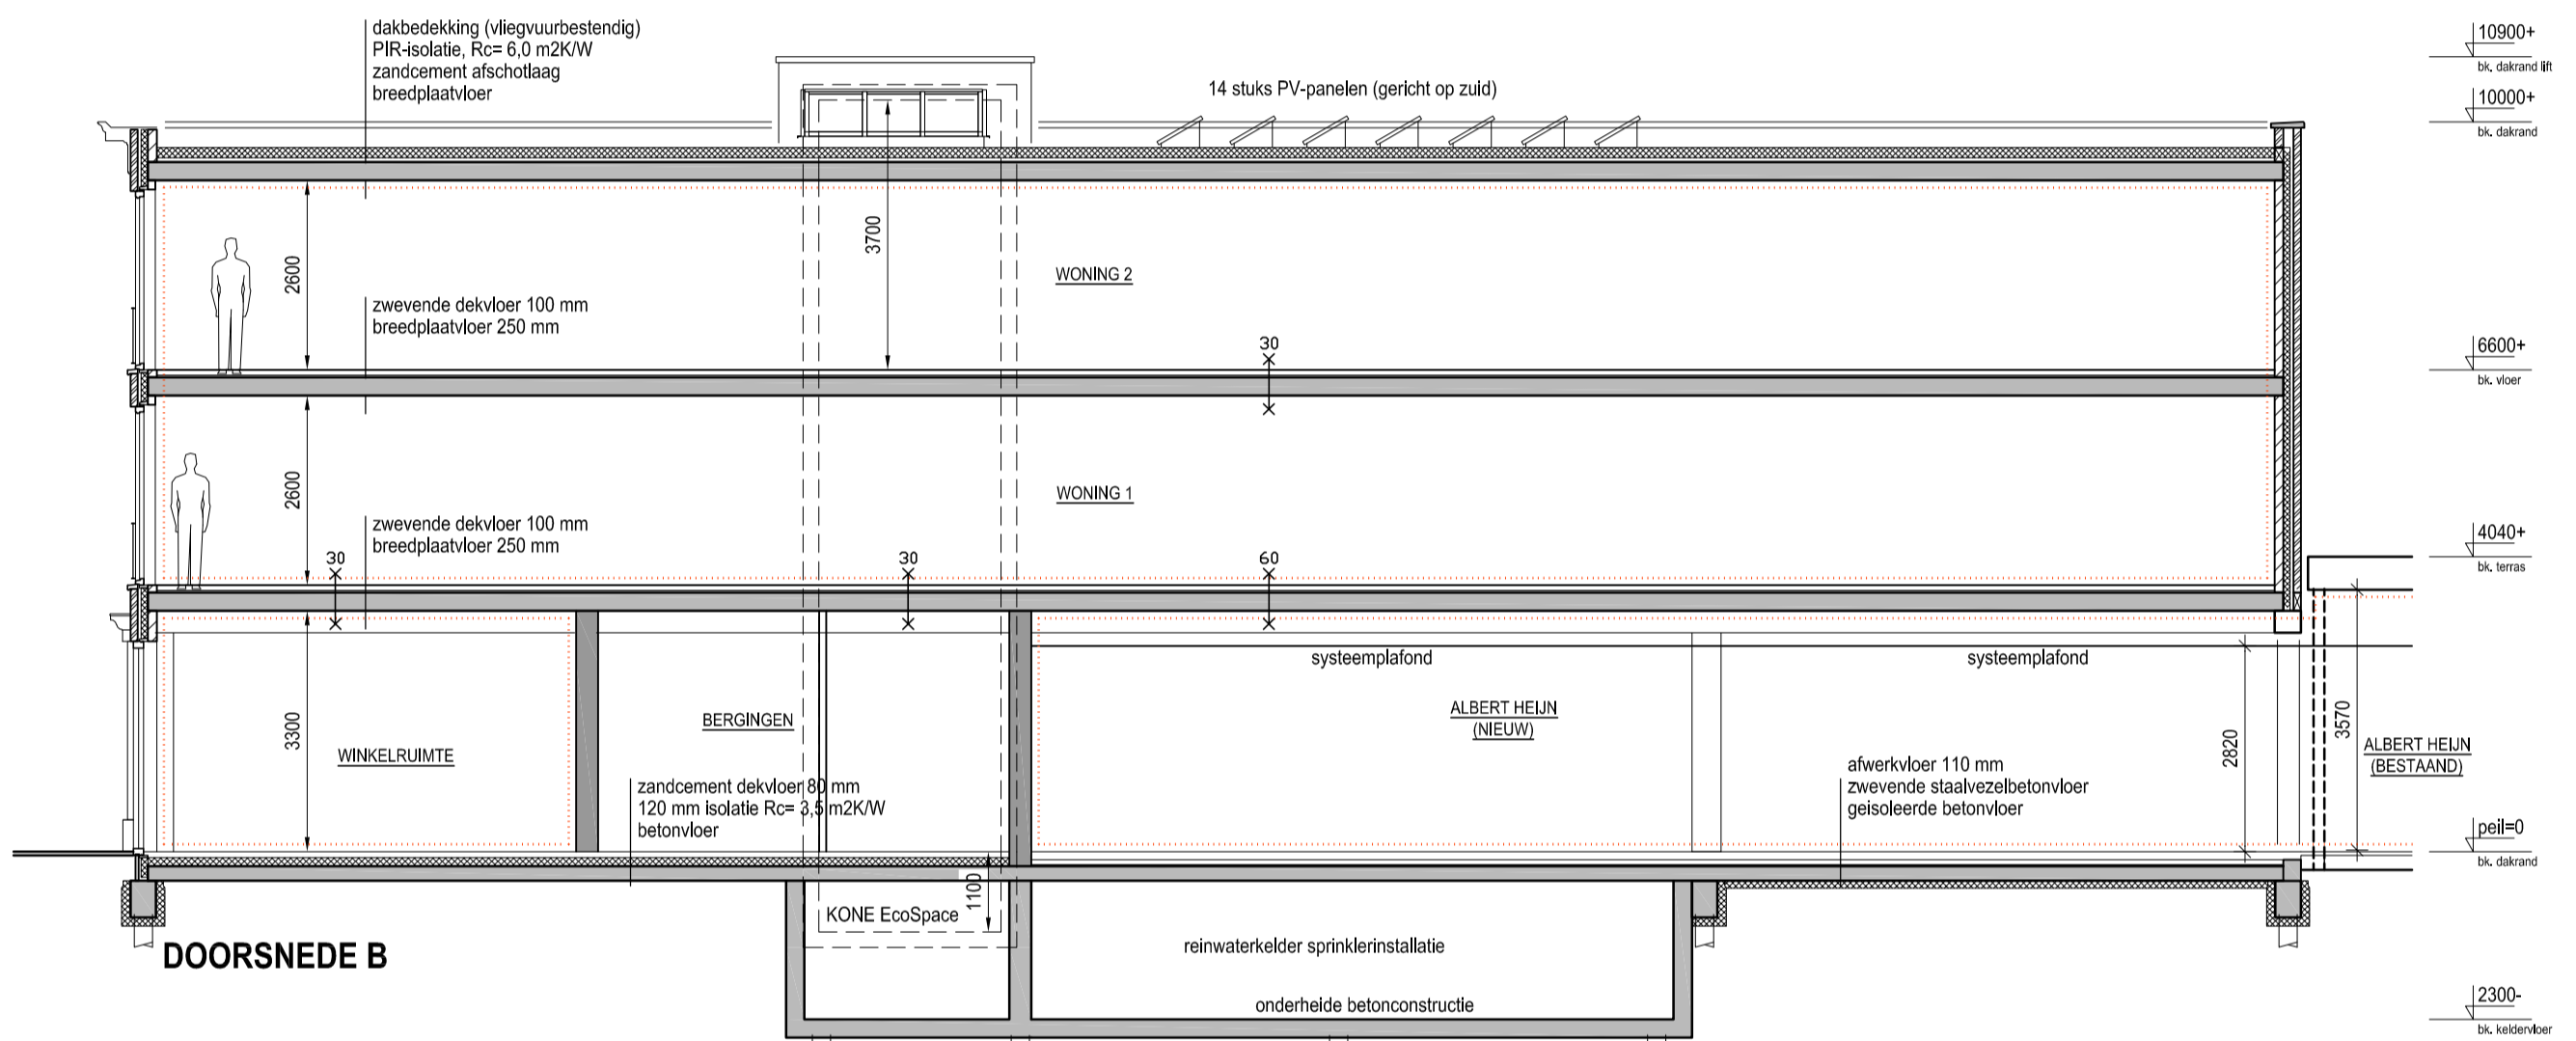 dakbedekking (vliegvuurbestendig)
PIR-isolatie, Rc= 6,0 m2K/W
zandcement afschotlaag
breedplaatvloer
14 stuks PV-panelen (gericht op zuid)
10900+
bk. dakrand lift
10000+
bk. dakrand
2600
3700
WONING 2
zwevende dekvloer 100 mm
breedplaatvloer 250 mm
30
6600+
bk. vloer
2600
WONING 1
zwevende dekvloer 100 mm
breedplaatvloer 250 mm
30
30
60
4040+
bk. terras
systeemplafond
systeemplafond
3300
WINKELRUIMTE
BERGINGEN
ALBERT HEIJN
(NIEUW)
2820
3570
ALBERT HEIJN
(BESTAAND)
zandcement dekvloer 80 mm
120 mm isolatie Rc= 3,5 m2K/W
betonvloer
afwerkvloer 110 mm
zwevende staalvezelbetonvloer
geisoleerde betonvloer
peil=0
bk. dakrand
1100
KONE EcoSpace
DOORSNEDE B
reinwaterkelder sprinklerinstallatie
onderheide betonconstructie
2300-
bk. keldervloer